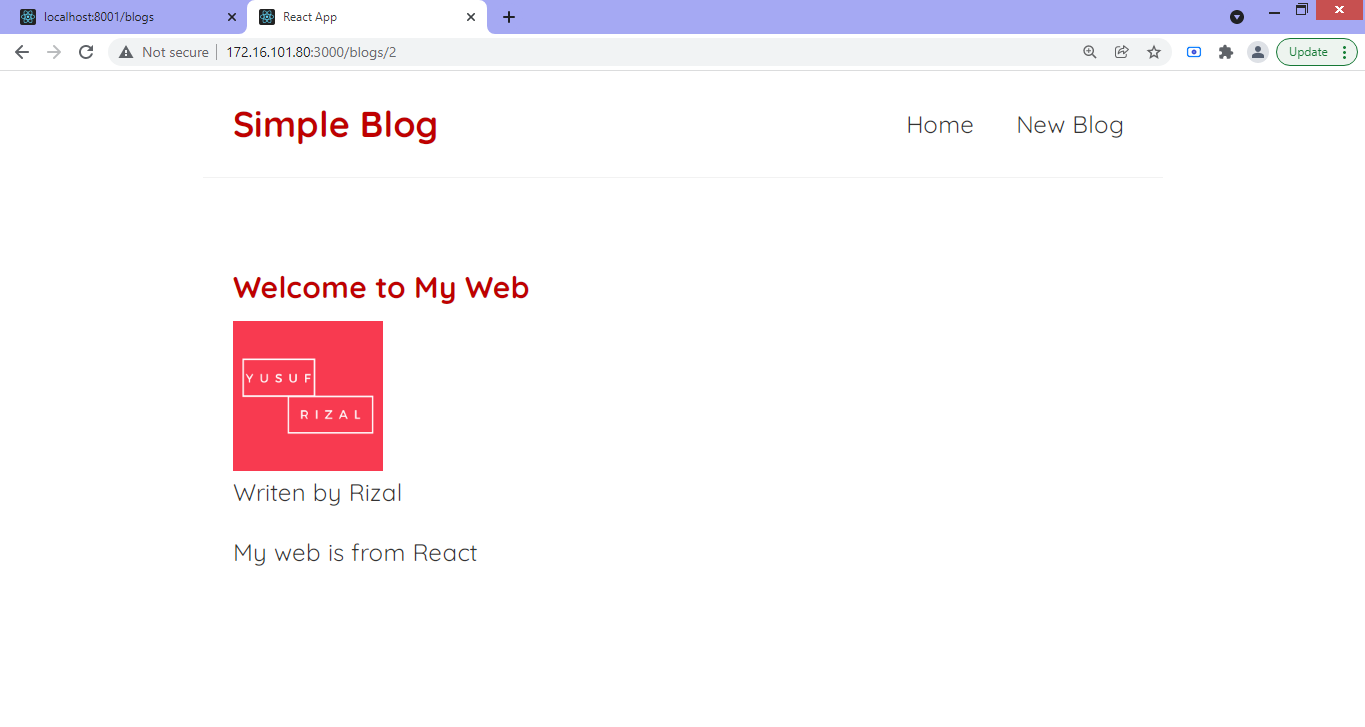 localhost:8001/blogs
React App
Not secure
172.16.101.80:3000/blogs/2
Update
Simple Blog
Home
New Blog
Welcome to My Web
YUSUF
RIZAL
Writen by Rizal
My web is from React